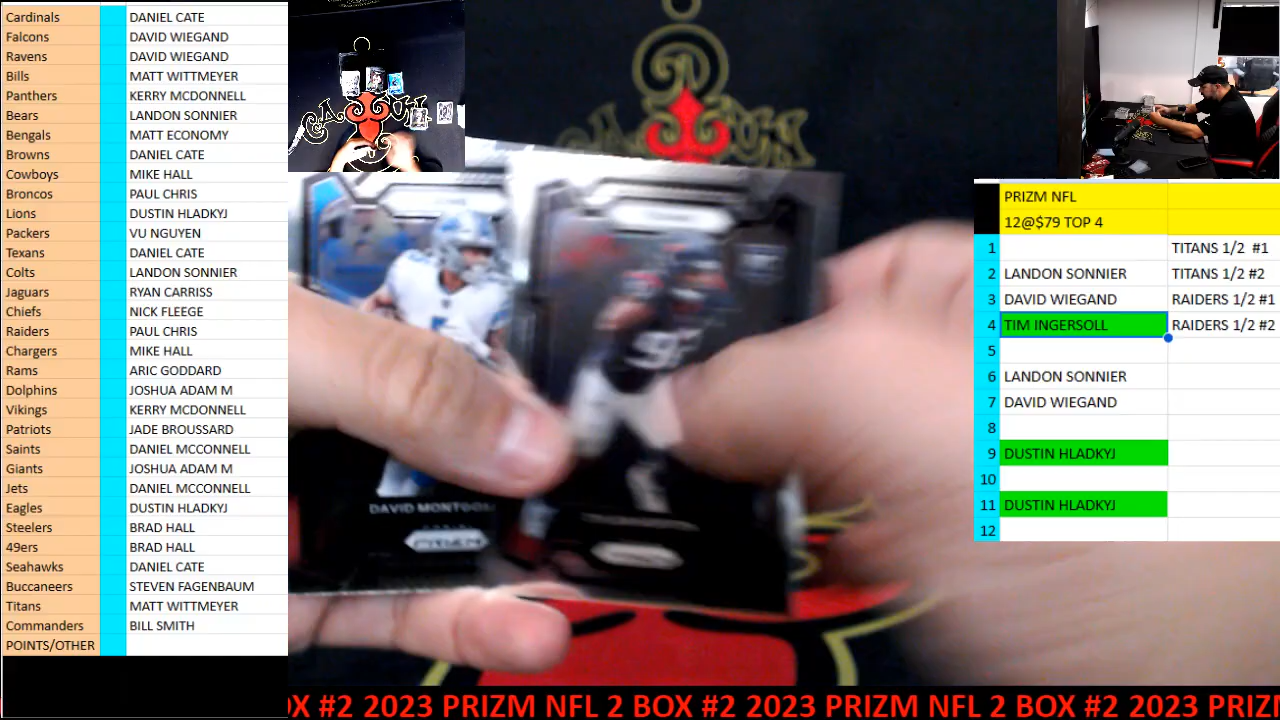 Cardinals DANIEL CATE
Falcons DAVID WIEGAND
Ravens DAVID WIEGAND
Bills MATT WITTMEYER
Panthers KERRY MCDONNELL
Bears LANDON SONNIER
Bengals MATT ECONOMY
Browns DANIEL CATE
Cowboys MIKE HALL
Broncos PAUL CHRIS
Lions DUSTIN HLADKYJ
Packers VU NGUYEN
Texans DANIEL CATE
Colts LANDON SONNIER
Jaguars RYAN CARRISS
Chiefs NICK FLEEGE
Raiders PAUL CHRIS
Chargers MIKE HALL
Rams ARIC GODDARD
Dolphins JOSHUA ADAM M
Vikings KERRY MCDONNELL
Patriots JADE BROUSSARD
Saints DANIEL MCCONNELL
Giants JOSHUA ADAM M
Jets DANIEL MCCONNELL
Eagles DUSTIN HLADKYJ
Steelers BRAD HALL
49ers BRAD HALL
Seahawks DANIEL CATE
Buccaneers STEVEN FAGENBAUM
Titans MATT WITTMEYER
Commanders BILL SMITH
POINTS/OTHER
DAVID
PRIZM
PRIZM NFL
12@$79 TOP 4
1 TITANS 1/2 #1
2 LANDON SONNIER TITANS 1/2 #2
3 DAVID WIEGAND RAIDERS 1/2 #1
4 TIM INGERSOLL RAIDERS 1/2 #2
5
6 LANDON SONNIER
7 DAVID WIEGAND
8
9 DUSTIN HLADKYJ
10
11 DUSTIN HLADKYJ
12
OX #2 2023 PRIZM NFL 2 BOX #2 2023 PRIZM NFL 2 BOX #2 2023 PRIZ